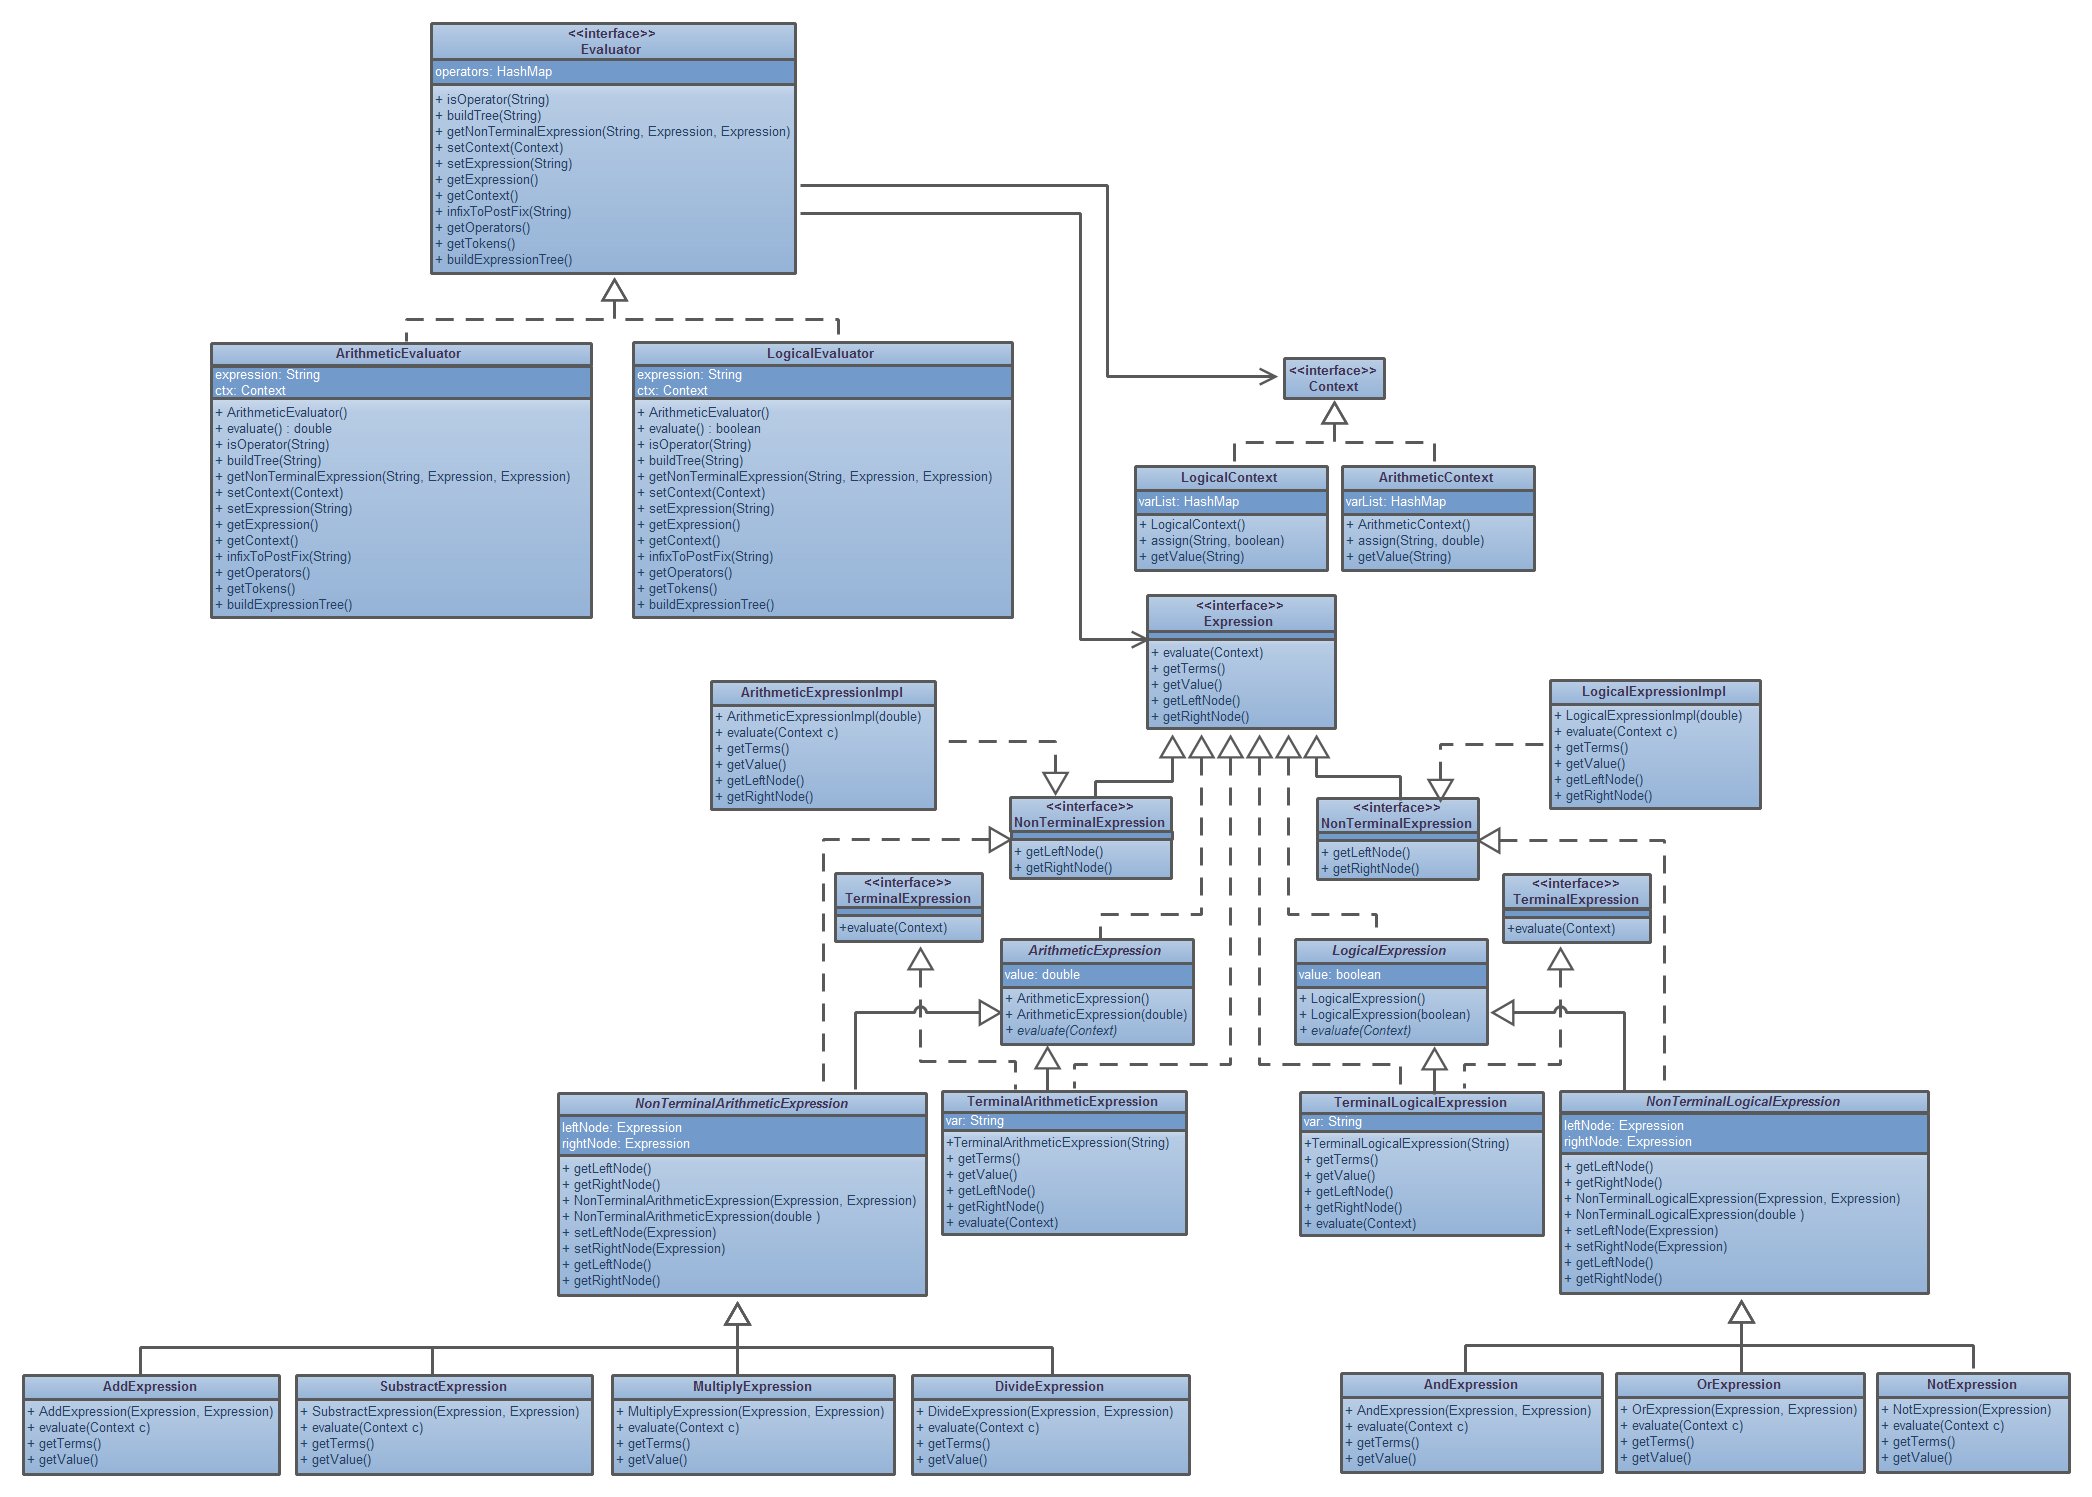 <<interface>>
Evaluator
operators: HashMap
+ isOperator(String)
+ buildTree(String)
+ getNonTerminalExpression(String, Expression, Expression)
+ setContext(Context)
+ setExpression(String)
+ getExpression()
+ getContext()
+ infixToPostFix(String)
+ getOperators()
+ getTokens()
+ buildExpressionTree()
ArithmeticEvaluator
expression: String
ctx: Context
+ ArithmeticEvaluator()
+ evaluate() : double
+ isOperator(String)
+ buildTree(String)
+ getNonTerminalExpression(String, Expression, Expression)
+ setContext(Context)
+ setExpression(String)
+ getExpression()
+ getContext()
+ infixToPostFix(String)
+ getOperators()
+ getTokens()
+ buildExpressionTree()
LogicalEvaluator
expression: String
ctx: Context
+ ArithmeticEvaluator()
+ evaluate() : boolean
+ isOperator(String)
+ buildTree(String)
+ getNonTerminalExpression(String, Expression, Expression)
+ setContext(Context)
+ setExpression(String)
+ getExpression()
+ getContext()
+ infixToPostFix(String)
+ getOperators()
+ getTokens()
+ buildExpressionTree()
<<interface>>
Context
LogicalContext
varList: HashMap
+ LogicalContext()
+ assign(String, boolean)
+ getValue(String)
ArithmeticContext
varList: HashMap
+ ArithmeticContext()
+ assign(String, double)
+ getValue(String)
<<interface>>
Expression
+ evaluate(Context)
+ getTerms()
+ getValue()
+ getLeftNode()
+ getRightNode()
ArithmeticExpressionImpl
+ ArithmeticExpressionImpl(double)
+ evaluate(Context c)
+ getTerms()
+ getValue()
+ getLeftNode()
+ getRightNode()
LogicalExpressionImpl
+ LogicalExpressionImpl(double)
+ evaluate(Context c)
+ getTerms()
+ getValue()
+ getLeftNode()
+ getRightNode()
<<interface>>
NonTerminalExpression
+ getLeftNode()
+ getRightNode()
<<interface>>
NonTerminalExpression
+ getLeftNode()
+ getRightNode()
<<interface>>
TerminalExpression
+evaluate(Context)
<<interface>>
TerminalExpression
+evaluate(Context)
ArithmeticExpression
value: double
+ ArithmeticExpression()
+ ArithmeticExpression(double)
+ evaluate(Context)
LogicalExpression
value: boolean
+ LogicalExpression()
+ LogicalExpression(boolean)
+ evaluate(Context)
NonTerminalArithmeticExpression
leftNode: Expression
rightNode: Expression
+ getLeftNode()
+ getRightNode()
+ NonTerminalArithmeticExpression(Expression, Expression)
+ NonTerminalArithmeticExpression(double )
+ setLeftNode(Expression)
+ setRightNode(Expression)
+ getLeftNode()
+ getRightNode()
TerminalArithmeticExpression
var: String
+TerminalArithmeticExpression(String)
+ getTerms()
+ getValue()
+ getLeftNode()
+ getRightNode()
+ evaluate(Context)
TerminalLogicalExpression
var: String
+TerminalLogicalExpression(String)
+ getTerms()
+ getValue()
+ getLeftNode()
+ getRightNode()
+ evaluate(Context)
NonTerminalLogicalExpression
leftNode: Expression
rightNode: Expression
+ getLeftNode()
+ getRightNode()
+ NonTerminalLogicalExpression(Expression, Expression)
+ NonTerminalLogicalExpression(double )
+ setLeftNode(Expression)
+ setRightNode(Expression)
+ getLeftNode()
+ getRightNode()
AddExpression
+ AddExpression(Expression, Expression)
+ evaluate(Context c)
+ getTerms()
+ getValue()
SubstractExpression
+ SubstractExpression(Expression, Expression)
+ evaluate(Context c)
+ getTerms()
+ getValue()
MultiplyExpression
+ MultiplyExpression(Expression, Expression)
+ evaluate(Context c)
+ getTerms()
+ getValue()
DivideExpression
+ DivideExpression(Expression, Expression)
+ evaluate(Context c)
+ getTerms()
+ getValue()
AndExpression
+ AndExpression(Expression, Expression)
+ evaluate(Context c)
+ getTerms()
+ getValue()
OrExpression
+ OrExpression(Expression, Expression)
+ evaluate(Context c)
+ getTerms()
+ getValue()
NotExpression
+ NotExpression(Expression)
+ evaluate(Context c)
+ getTerms()
+ getValue()